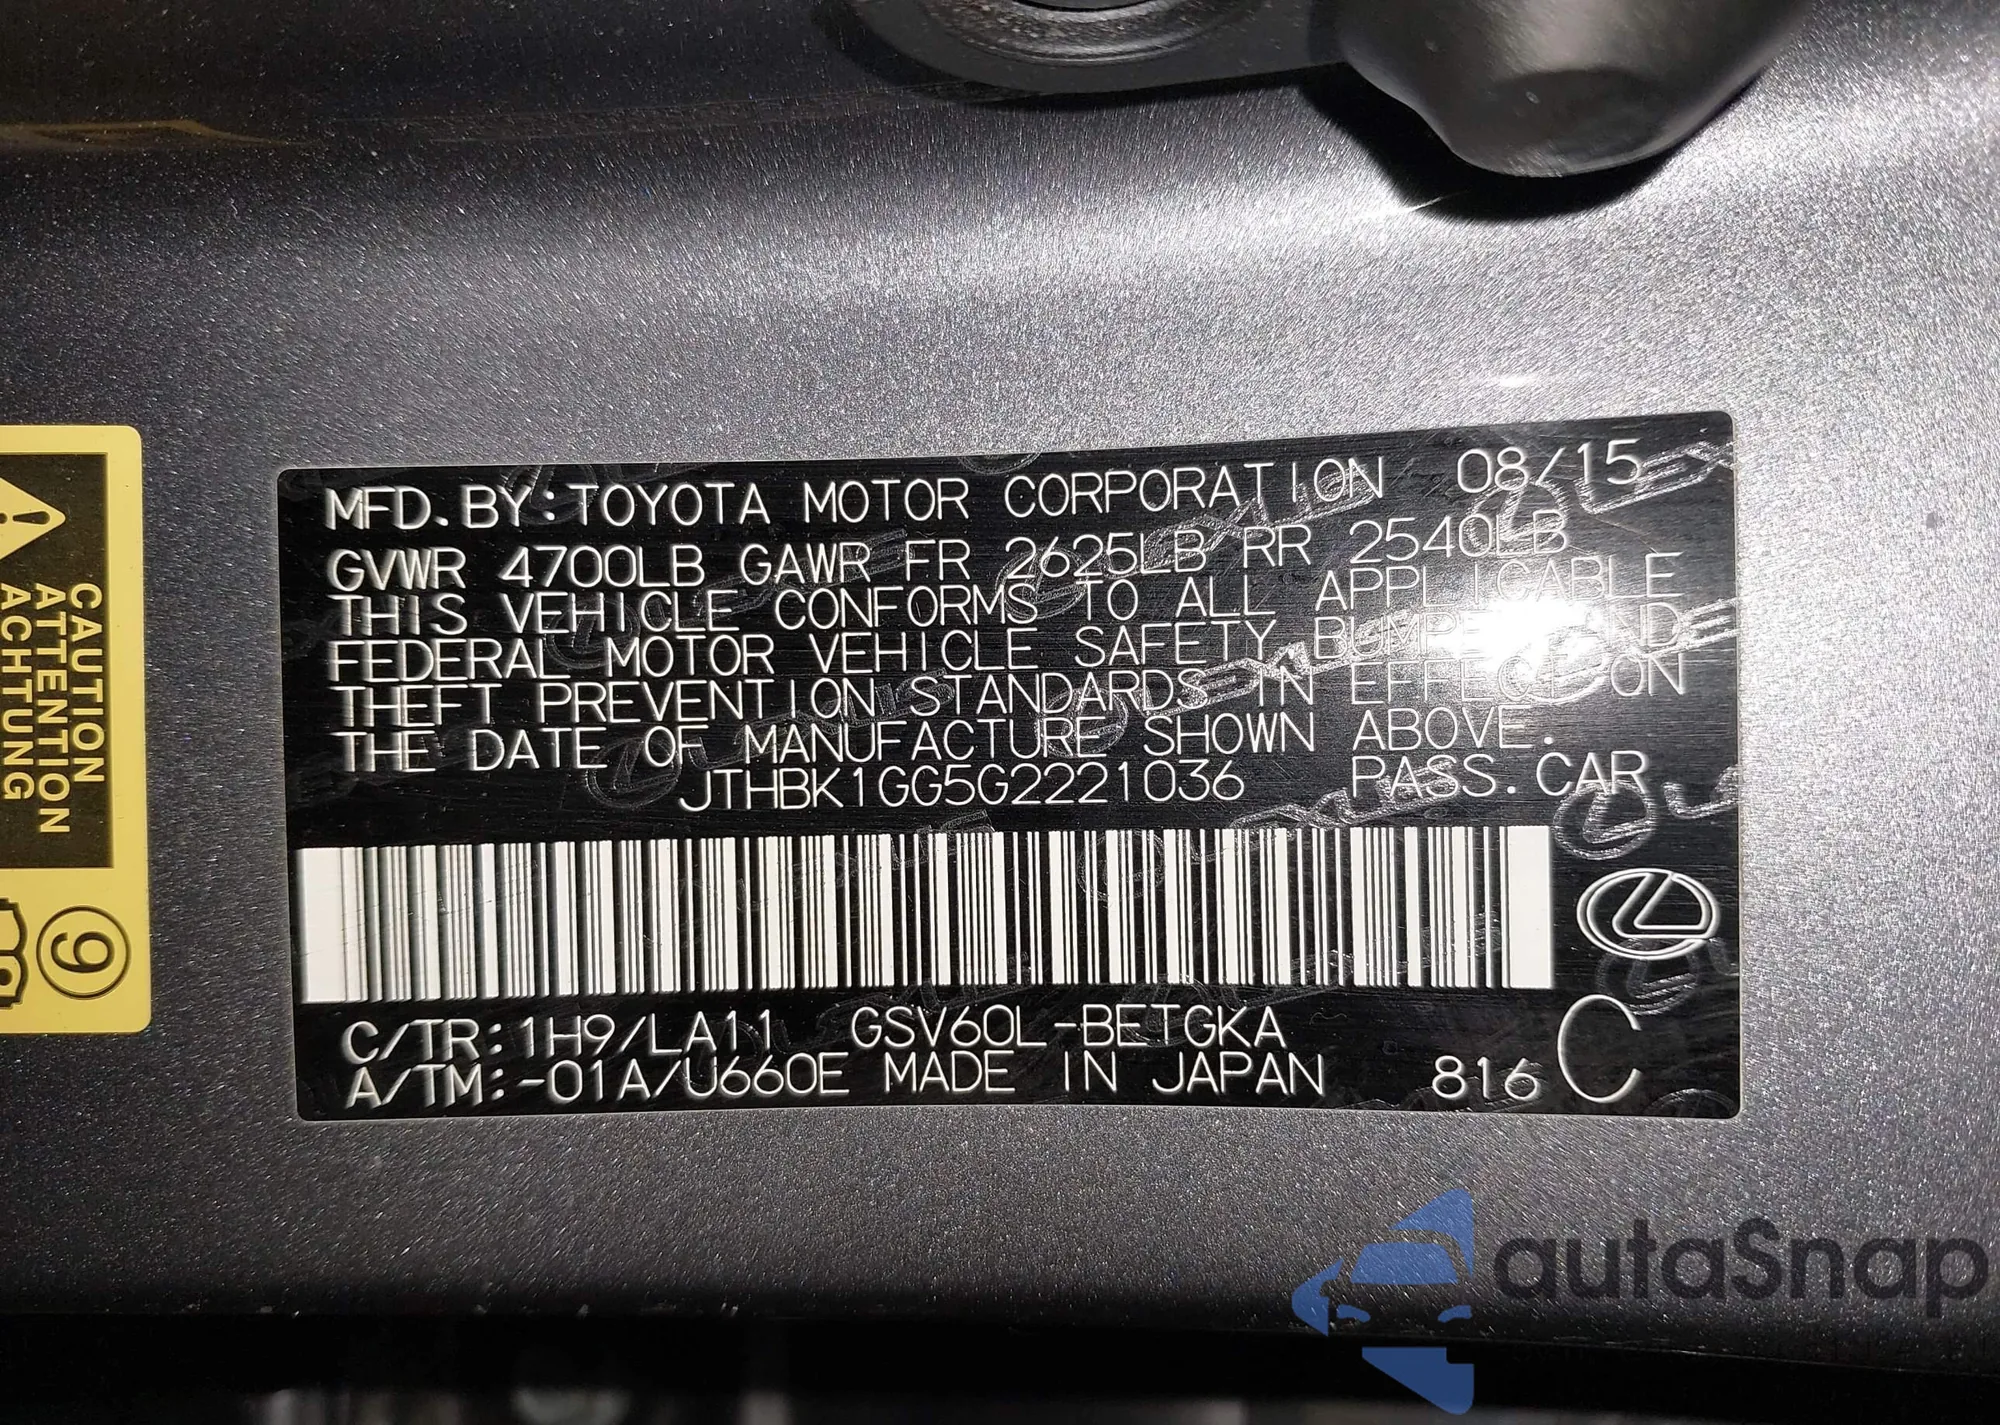 MFD.BY:TOYOTA MOTOR CORPORATION 08/15
GVWR 4700LB GAWR FR 2625LB RR 2540LB
THIS VEHICLE CONFORMS TO ALL APPLICABLE
FEDERAL MOTOR VEHICLE SAFETY, BUMPER, AND
THEFT PREVENTION STANDARDS IN EFFECT ON
THE DATE OF MANUFACTURE SHOWN ABOVE.
JTHBK1GG5G2221036 PASS.CAR
C/TR:1H9/LA11 GSV60L-BETGKA
A/TM:-01A/U660E MADE IN JAPAN 816 C
CAUTION
ATTENTION
ACHTUNG
9
autaSnap